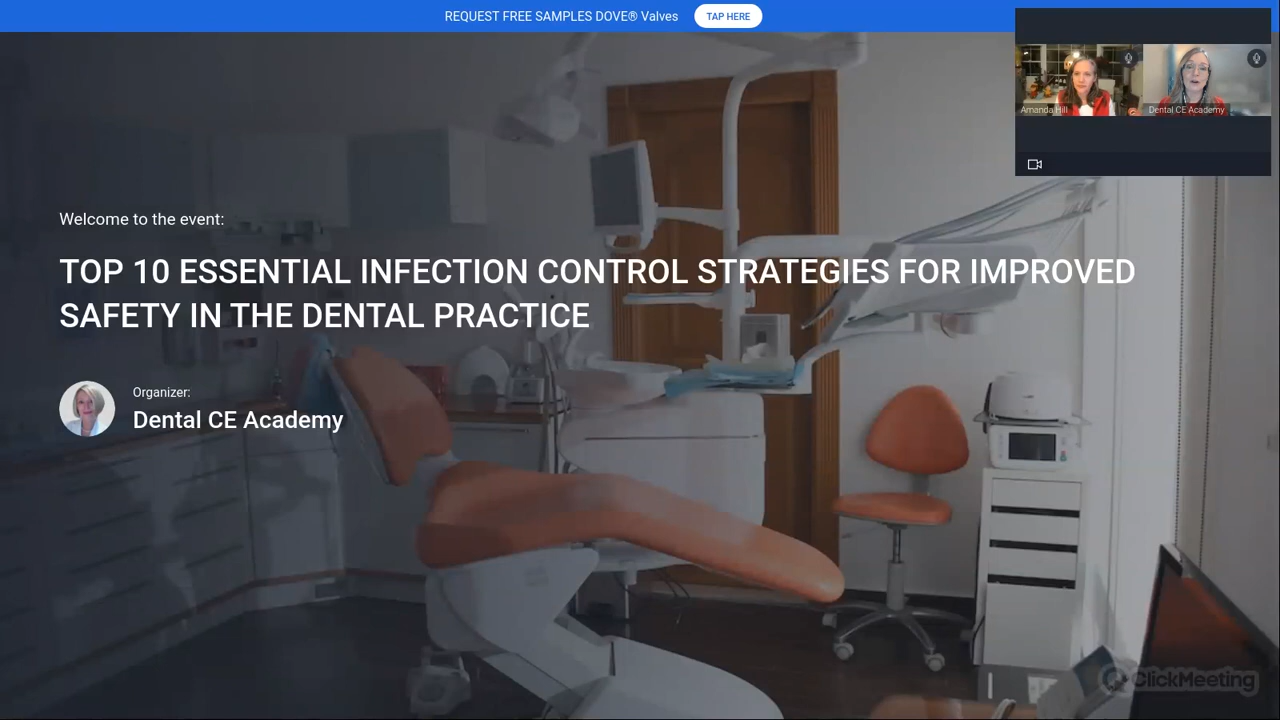 REQUEST FREE SAMPLES DOVE® Valves
TAP HERE
Amanda Hill
Dental CE Academy
Welcome to the event:
TOP 10 ESSENTIAL INFECTION CONTROL STRATEGIES FOR IMPROVED
SAFETY IN THE DENTAL PRACTICE
Organizer:
Dental CE Academy
ClickMeeting